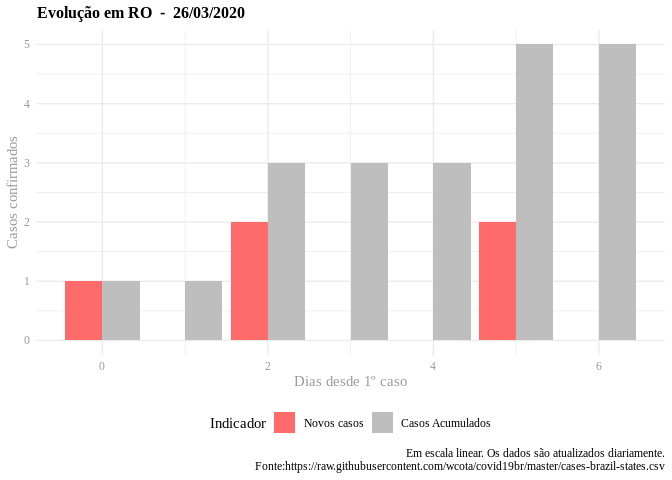 Evolução em RO  -  26/03/2020
Casos confirmados
5
4
3
2
1
0
0 2 4 6
Dias desde 1º caso
Indicador Novos casos Casos Acumulados
Em escala linear. Os dados são atualizados diariamente.
Fonte:https://raw.githubusercontent.com/wcota/covid19br/master/cases-brazil-states.csv